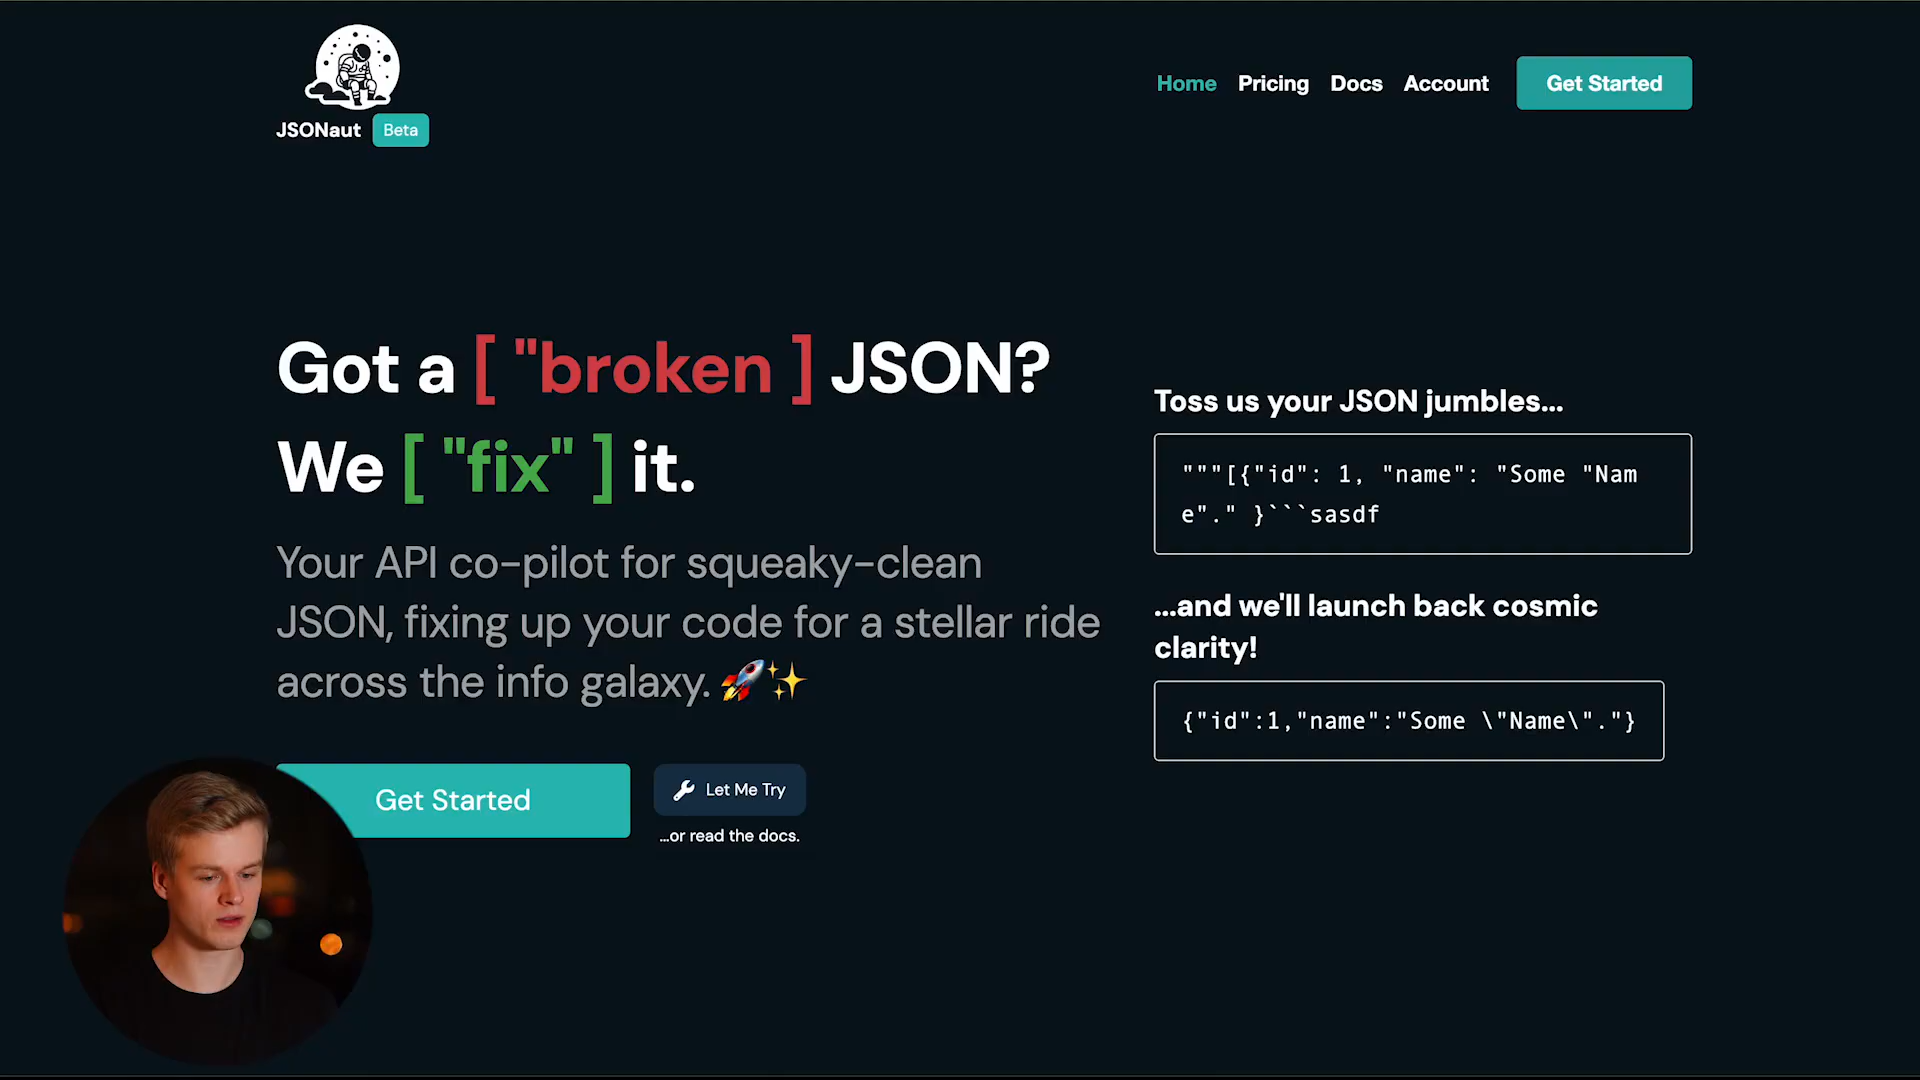 JSONaut Beta
Home Pricing Docs Account Get Started
Got a [ "broken ] JSON?
We [ "fix" ] it.
Your API co-pilot for squeaky-clean
JSON, fixing up your code for a stellar ride
across the info galaxy. 🚀✨
Get Started
Let Me Try
...or read the docs.
Toss us your JSON jumbles...
"""[{"id": 1, "name": "Some "Nam
e"." }```sasdf
...and we'll launch back cosmic
clarity!
{"id":1,"name":"Some \"Name\"."}